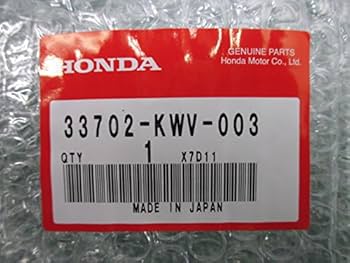 GENUINE PARTS
Honda Motor Co., Ltd.
HONDA
33702-KWV-003
QTY 1 X7D11
MADE IN JAPAN